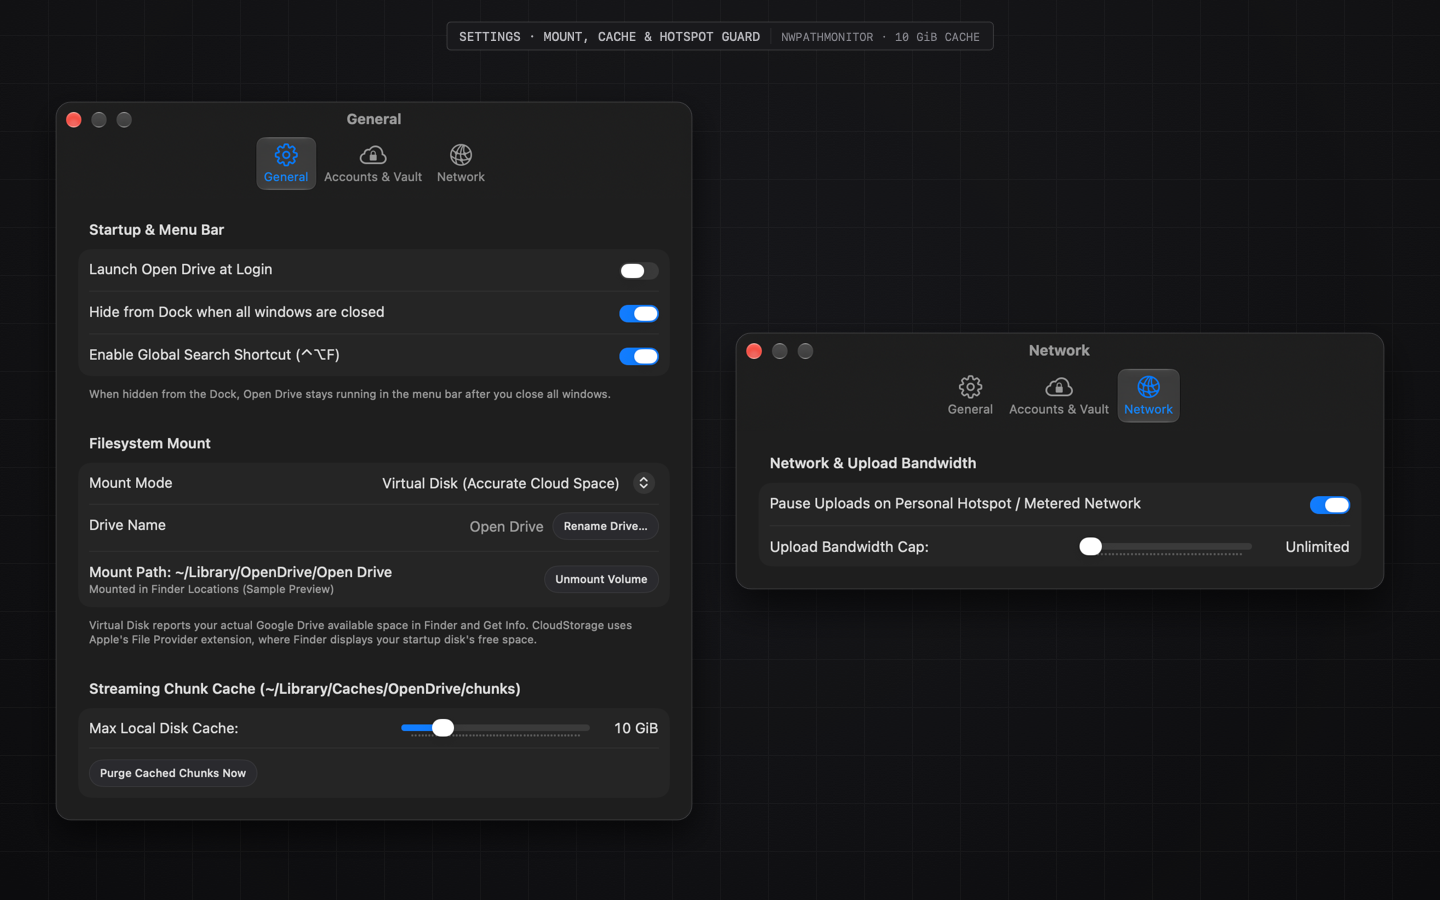 SETTINGS · MOUNT, CACHE & HOTSPOT GUARD NWPATHMONITOR · 10 GiB CACHE
General
General Accounts & Vault Network
Startup & Menu Bar
Launch Open Drive at Login
Hide from Dock when all windows are closed
Enable Global Search Shortcut (^⌥F)
When hidden from the Dock, Open Drive stays running in the menu bar after you close all windows.
Filesystem Mount
Mount Mode Virtual Disk (Accurate Cloud Space)
Drive Name Open Drive Rename Drive...
Mount Path: ~/Library/OpenDrive/Open Drive Unmount Volume
Mounted in Finder Locations (Sample Preview)
Virtual Disk reports your actual Google Drive available space in Finder and Get Info. CloudStorage uses
Apple's File Provider extension, where Finder displays your startup disk's free space.
Streaming Chunk Cache (~/Library/Caches/OpenDrive/chunks)
Max Local Disk Cache: 10 GiB
Purge Cached Chunks Now
Network
General Accounts & Vault Network
Network & Upload Bandwidth
Pause Uploads on Personal Hotspot / Metered Network
Upload Bandwidth Cap: Unlimited